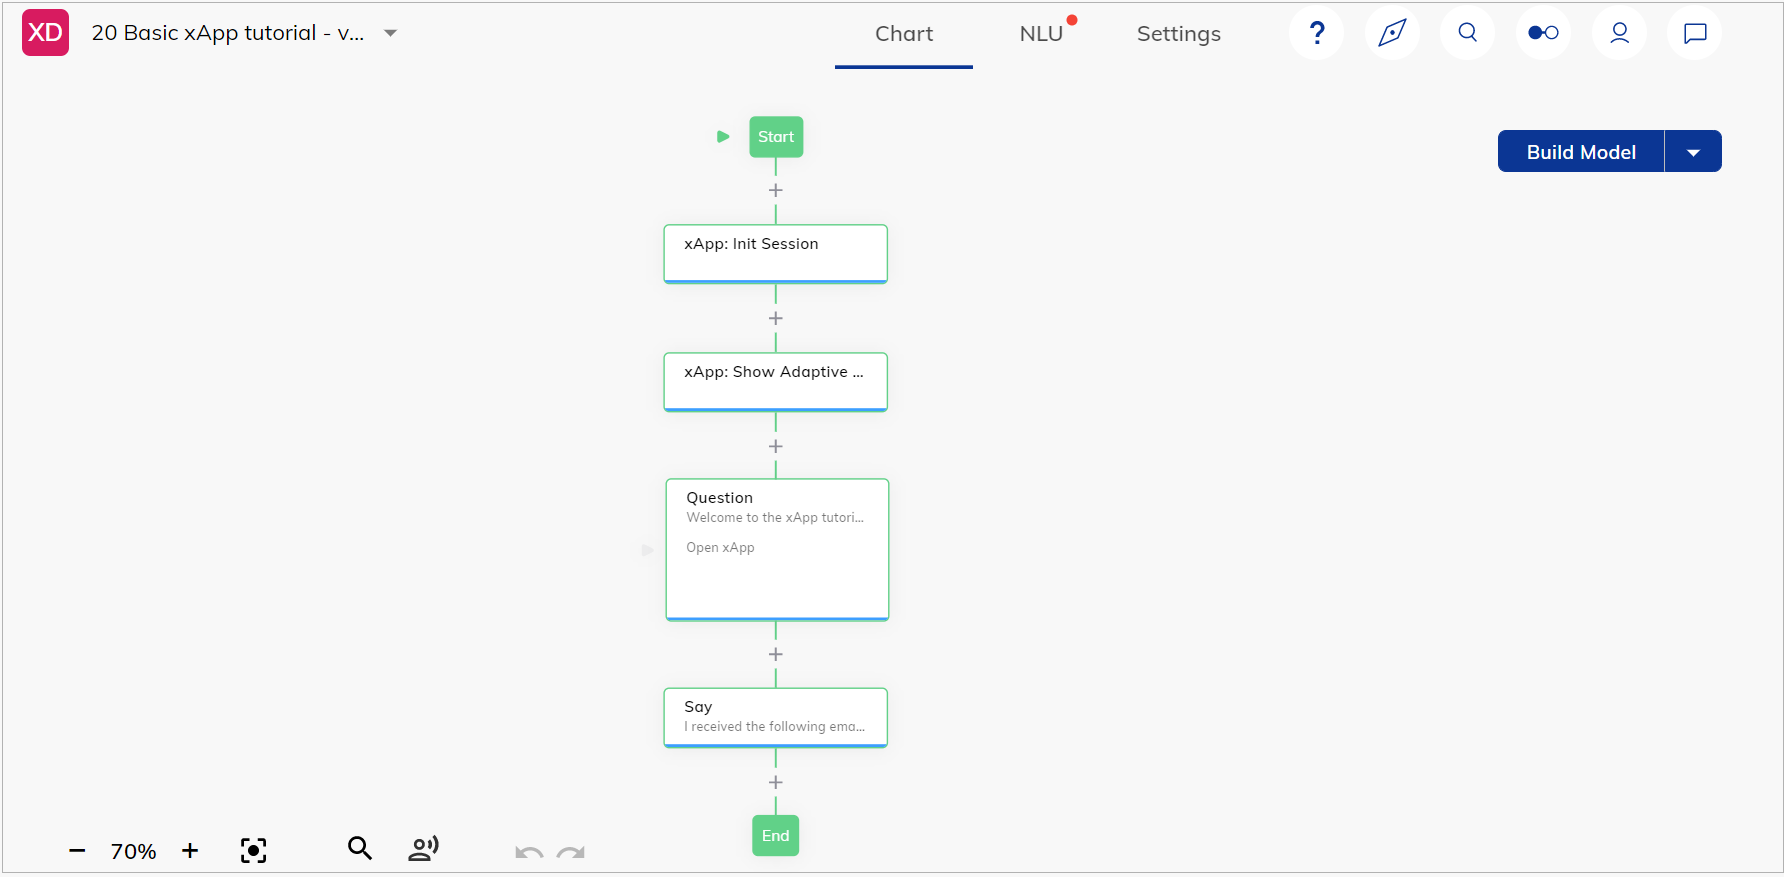 XD
20 Basic xApp tutorial - v...
Chart
NLU
Settings
?
Build Model
Start
+
xApp: Init Session
+
xApp: Show Adaptive ...
+
Question
Welcome to the xApp tutori...
Open xApp
+
Say
I received the following ema...
+
End
− 70% +